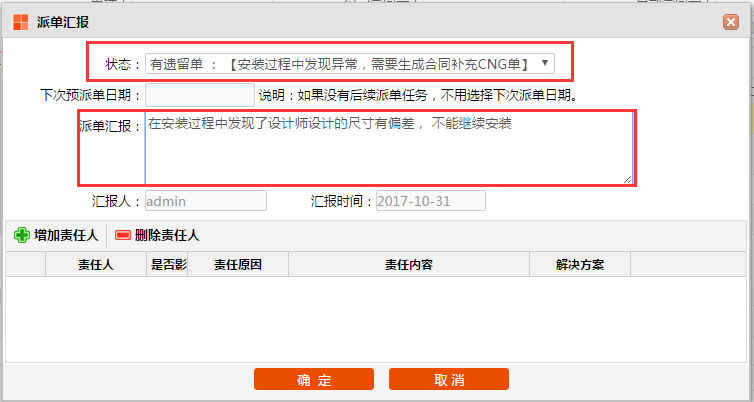 派单汇报
状态： 有遗留单 ： 【安装过程中发现异常，需要生成合同补充CNG单】
下次预派单日期： 说明：如果没有后续派单任务，不用选择下次派单日期。
派单汇报： 在安装过程中发现了设计师设计的尺寸有偏差， 不能继续安装
汇报人： admin 汇报时间： 2017-10-31
增加责任人 删除责任人
责任人 是否影 责任原因 责任内容 解决方案
确 定 取 消